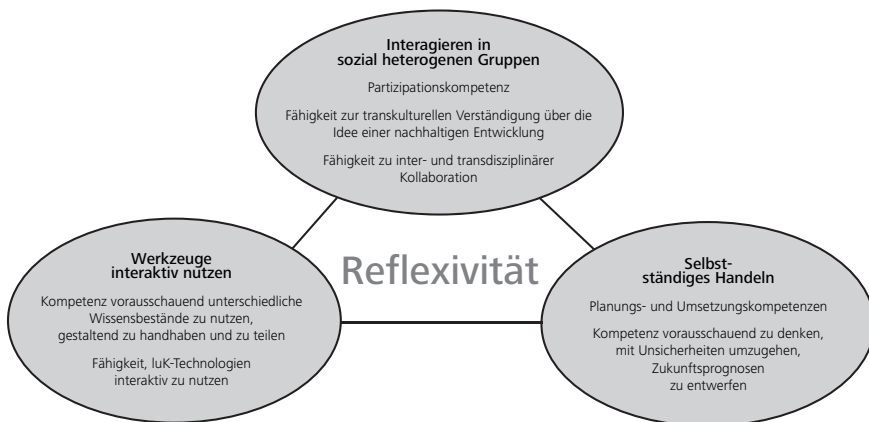 Interagieren in
sozial heterogenen Gruppen
Partizipationskompetenz
Fähigkeit zur transkulturellen Verständigung über die
Idee einer nachhaltigen Entwicklung
Fähigkeit zu inter- und transdisziplinärer
Kollaboration
Reflexivität
Werkzeuge
interaktiv nutzen
Kompetenz vorausschauend unterschiedliche
Wissensbestände zu nutzen,
gestaltend zu handhaben und zu teilen
Fähigkeit, IuK-Technologien
interaktiv zu nutzen
Selbst-
ständiges Handeln
Planungs- und Umsetzungskompetenzen
Kompetenz vorausschauend zu denken,
mit Unsicherheiten umzugehen,
Zukunftsprognosen
zu entwerfen